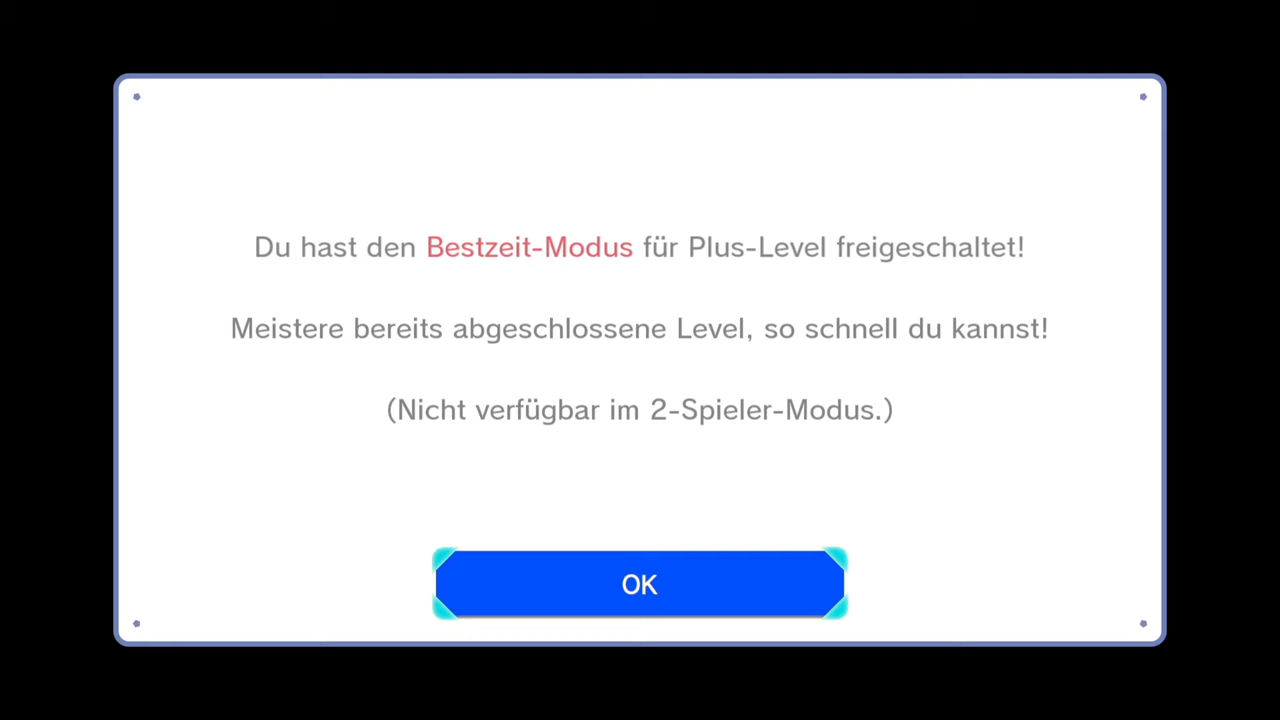 Du hast den Bestzeit-Modus für Plus-Level freigeschaltet!
Meistere bereits abgeschlossene Level, so schnell du kannst!
(Nicht verfügbar im 2-Spieler-Modus.)
OK